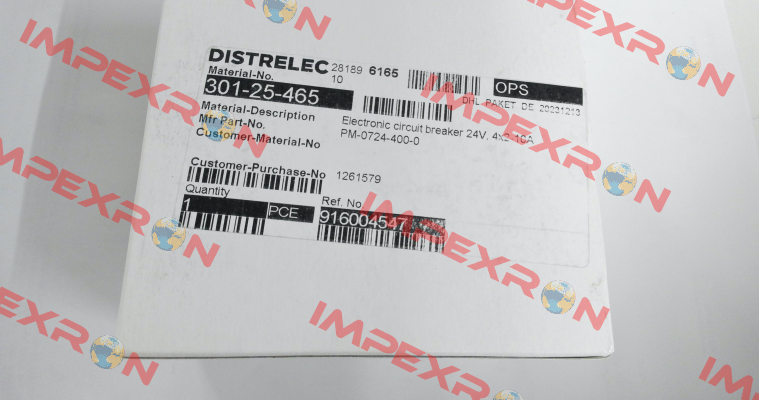 DISTRELEC 28189 6165
Material-No. 10 OPS
301-25-465 DHL PAKET DE 20231213
Material-Description Electronic circuit breaker 24V, 4x2-10A
Mfr Part-No. PM-0724-400-0
Customer-Material-No
Customer-Purchase-No 1261579
Quantity Ref. No
1 PCE 916004547
IMPEXRON
IMPEXRON
IMPEXRON
IMPEXRON
IMPEXRON
IMPEXRON
IMPEXRON
IMPEX